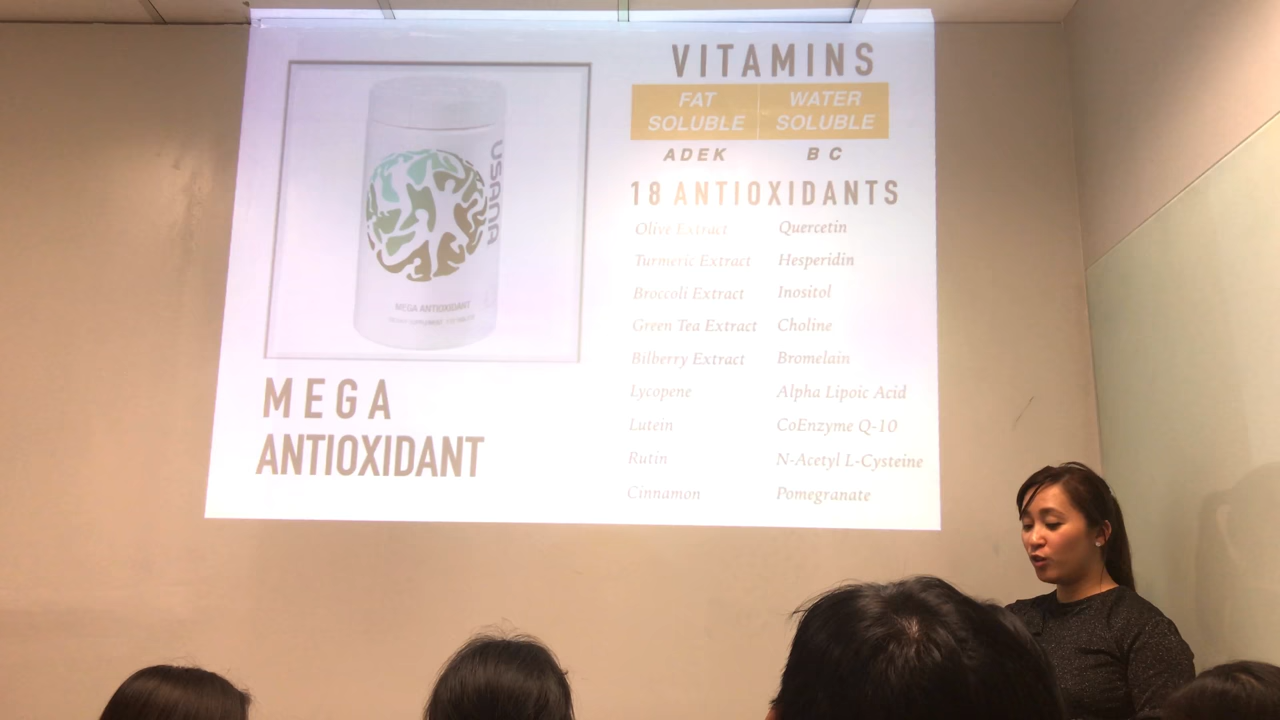 USANA
MEGA ANTIOXIDANT
MEGA
ANTIOXIDANT
VITAMINS
FAT SOLUBLE
WATER SOLUBLE
A D E K
B C
18 ANTIOXIDANTS
Olive Extract
Turmeric Extract
Broccoli Extract
Green Tea Extract
Bilberry Extract
Lycopene
Lutein
Rutin
Cinnamon
Quercetin
Hesperidin
Inositol
Choline
Bromelain
Alpha Lipoic Acid
CoEnzyme Q-10
N-Acetyl L-Cysteine
Pomegranate